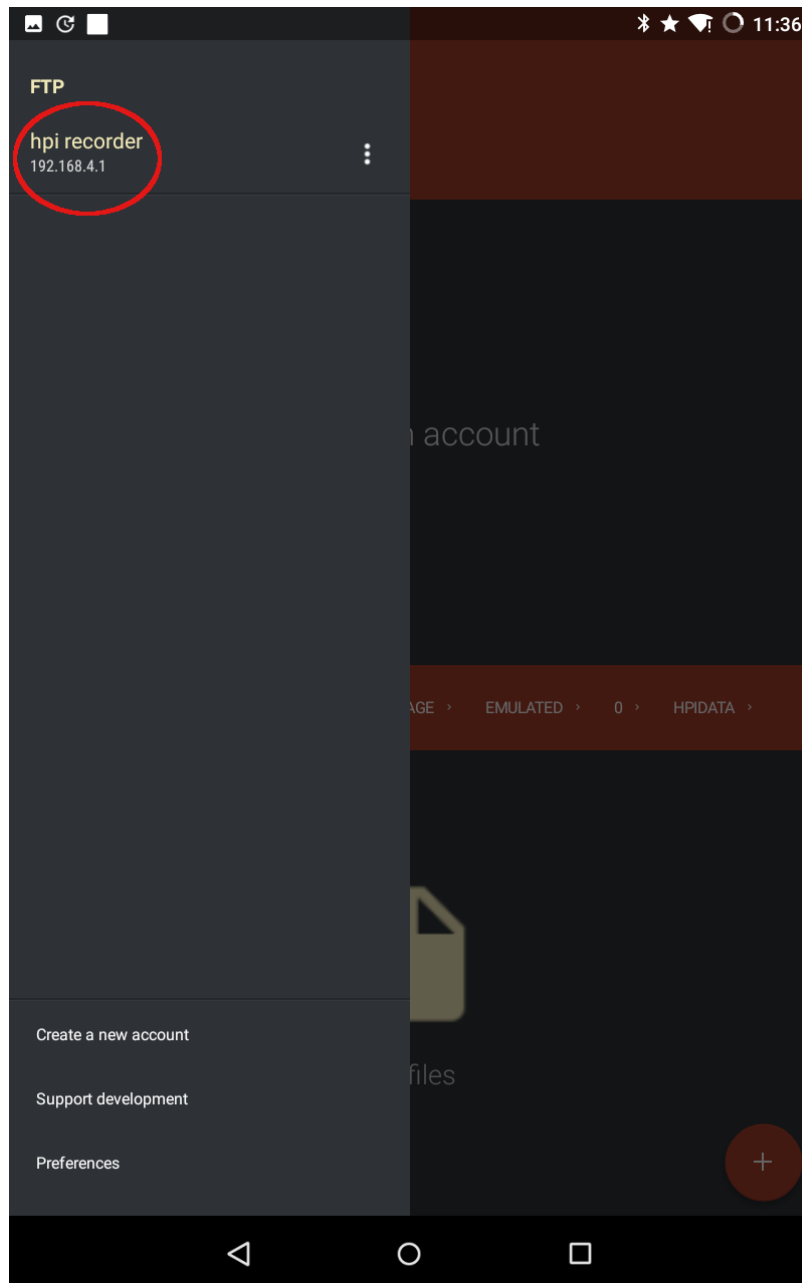 11:36
FTP
hpi recorder
192.168.4.1
account
AGE > EMULATED > 0 > HPIDATA >
files
Create a new account
Support development
Preferences